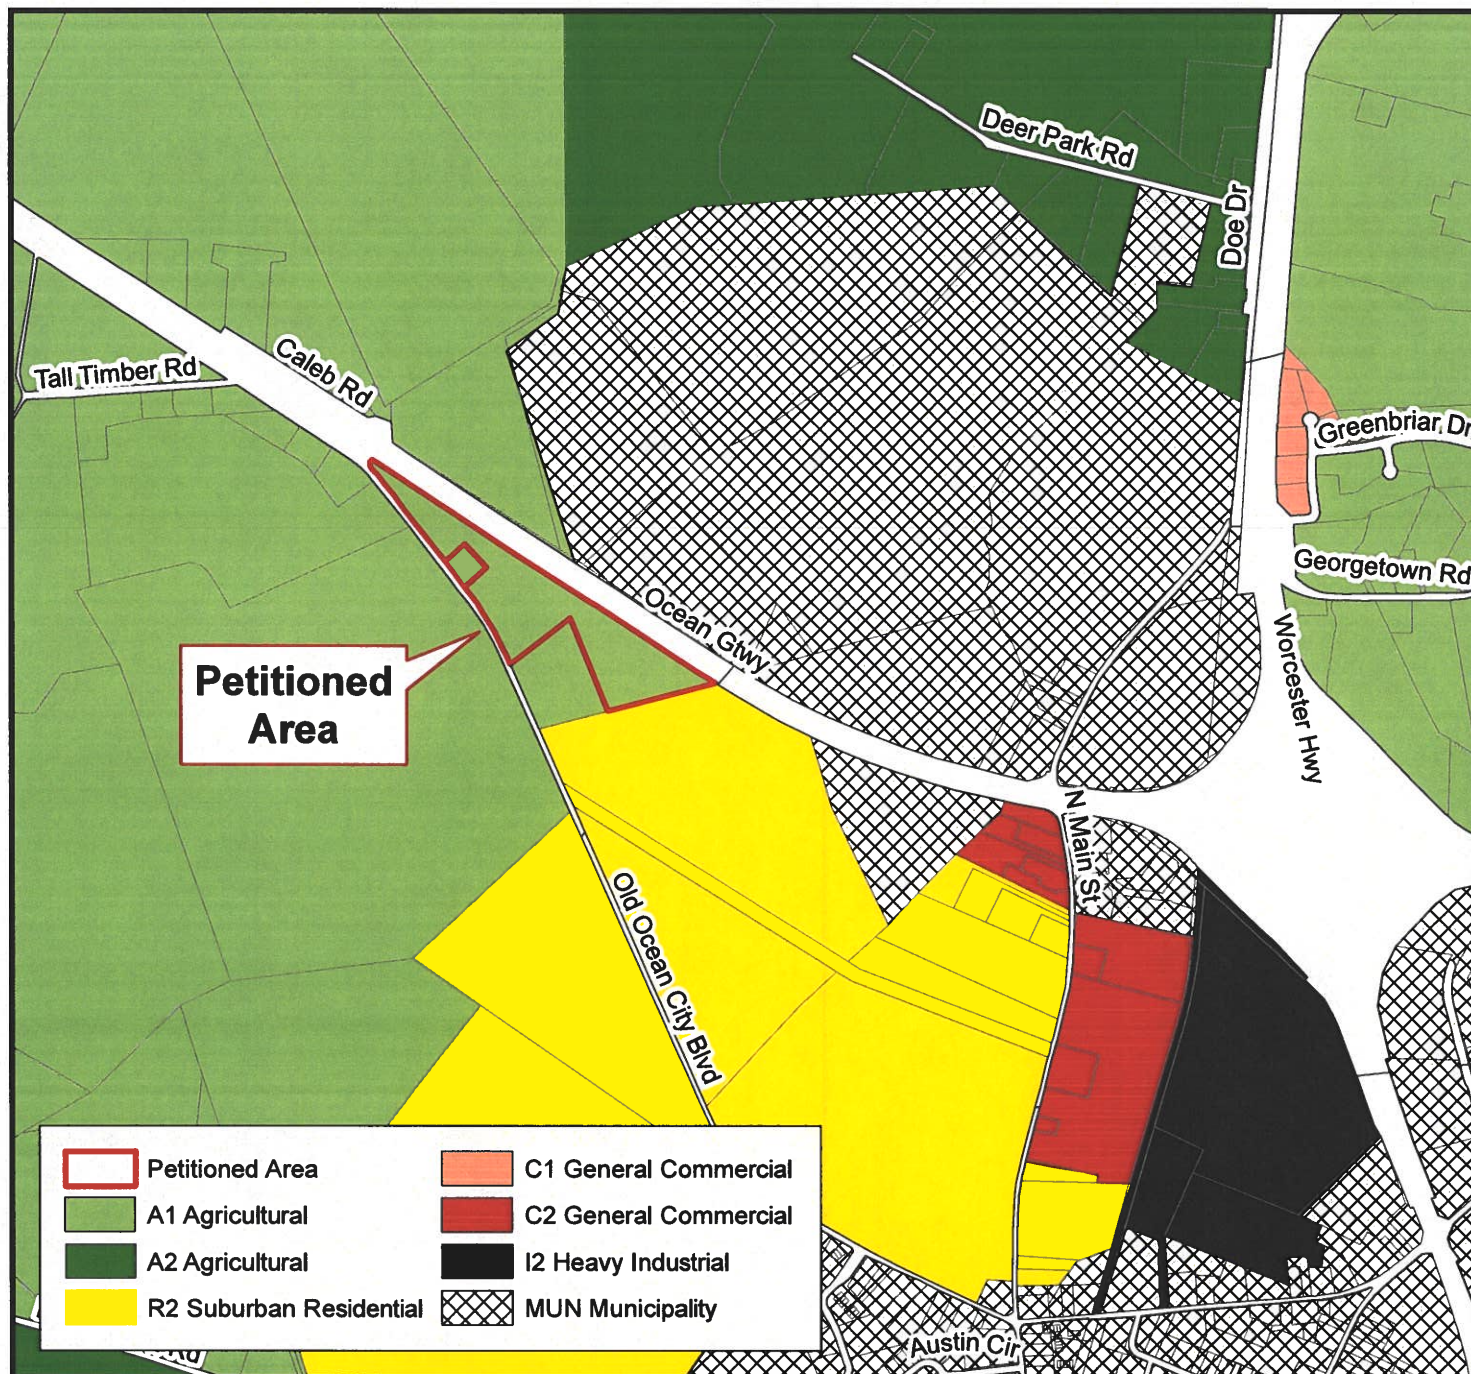 Deer Park Rd
Doe Dr
Tall Timber Rd
Caleb Rd
Greenbriar Dr
Georgetown Rd
Ocean Gtwy
Worcester Hwy
Petitioned
Area
N Main St
Old Ocean City Blvd
Petitioned Area
A1 Agricultural
A2 Agricultural
R2 Suburban Residential
C1 General Commercial
C2 General Commercial
I2 Heavy Industrial
MUN Municipality
Rd
Austin Cir